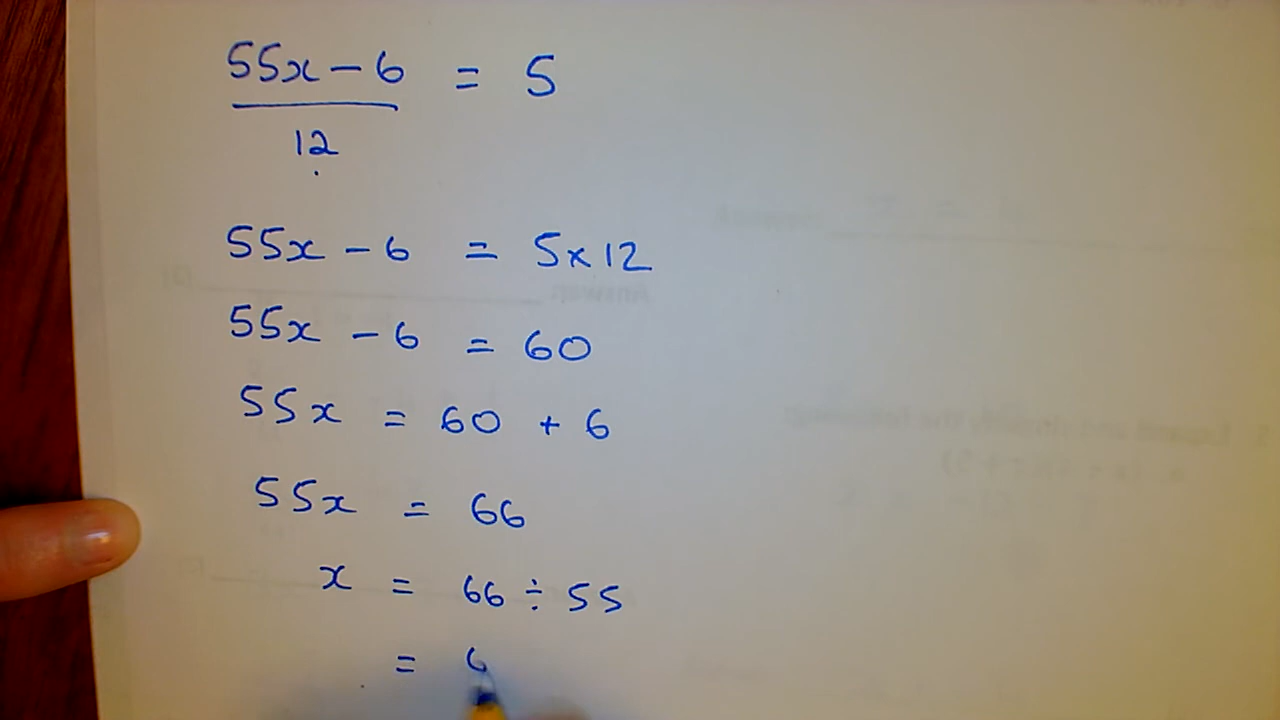 55x - 6 = 5
12
55x - 6 = 5 x 12
55x - 6 = 60
55x = 60 + 6
55x = 66
x = 66 ÷ 55
= 6